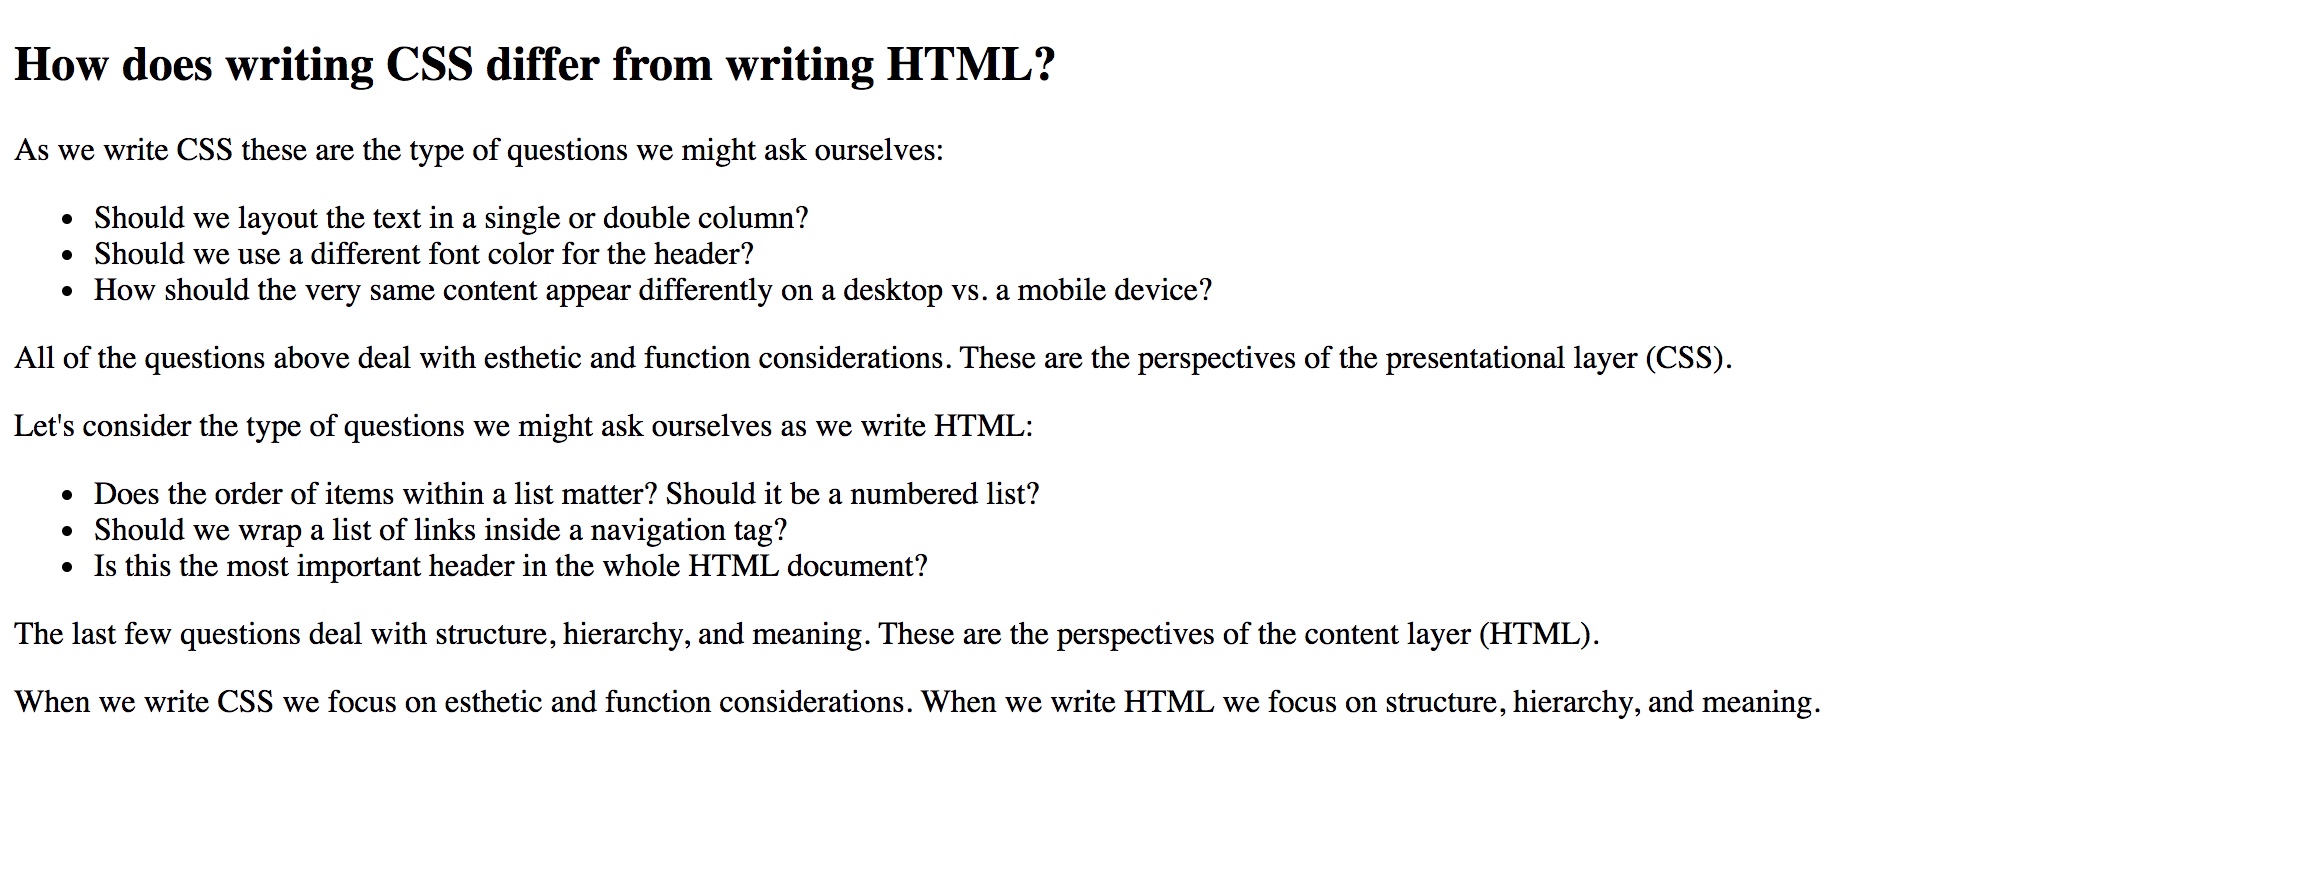 How does writing CSS differ from writing HTML?
As we write CSS these are the type of questions we might ask ourselves:
• Should we layout the text in a single or double column?
• Should we use a different font color for the header?
• How should the very same content appear differently on a desktop vs. a mobile device?
All of the questions above deal with esthetic and function considerations. These are the perspectives of the presentational layer (CSS).
Let's consider the type of questions we might ask ourselves as we write HTML:
• Does the order of items within a list matter? Should it be a numbered list?
• Should we wrap a list of links inside a navigation tag?
• Is this the most important header in the whole HTML document?
The last few questions deal with structure, hierarchy, and meaning. These are the perspectives of the content layer (HTML).
When we write CSS we focus on esthetic and function considerations. When we write HTML we focus on structure, hierarchy, and meaning.